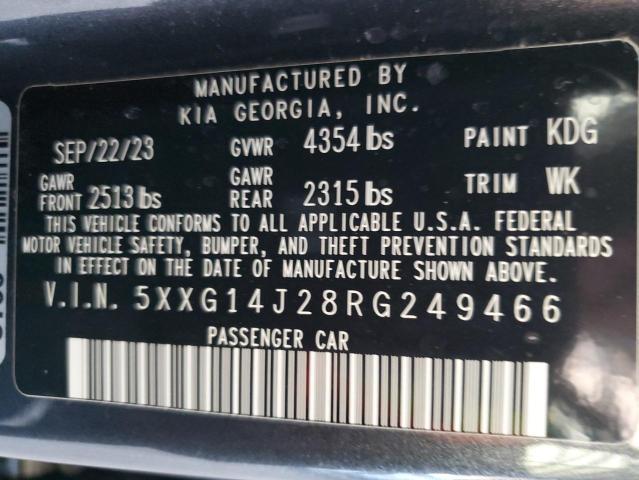 MANUFACTURED BY
KIA GEORGIA, INC.
SEP/22/23 GVWR 4354 lbs PAINT KDG
GAWR FRONT 2513 lbs GAWR REAR 2315 lbs TRIM WK
THIS VEHICLE CONFORMS TO ALL APPLICABLE U.S.A. FEDERAL
MOTOR VEHICLE SAFETY, BUMPER, AND THEFT PREVENTION STANDARDS
IN EFFECT ON THE DATE OF MANUFACTURE SHOWN ABOVE.
V.I.N. 5XXG14J28RG249466
PASSENGER CAR